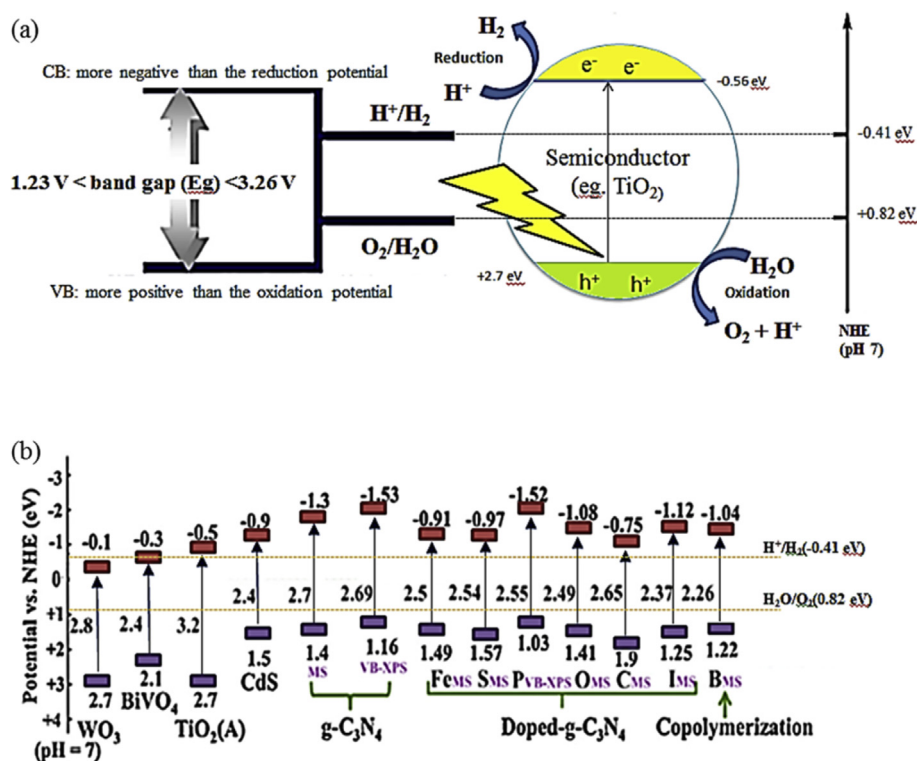 (a)
CB: more negative than the reduction potential
1.23 V < band gap (Eg) <3.26 V
VB: more positive than the oxidation potential
H⁺/H₂
O₂/H₂O
H₂
Reduction
H⁺
e⁻ e⁻
Semiconductor
(eg. TiO₂)
+2.7 eV
h⁺ h⁺
H₂O
Oxidation
O₂ + H⁺
-0.56 eV
-0.41 eV
+0.82 eV
NHE
(pH 7)
(b)
Potential vs. NHE (eV)
-3
-2
-1
0
+1
+2
+3
+4
-0.1 -0.3 -0.5 -0.9 -1.3 -1.53 -0.91 -0.97 -1.52 -1.08 -0.75 -1.12 -1.04
H⁺/H₂(-0.41 eV)
2.8 2.4 3.2 2.4 2.7 2.69 2.5 2.54 2.55 2.49 2.65 2.37 2.26
H₂O/O₂(0.82 eV)
2.7 2.1 2.7 1.5 1.4 1.16 1.49 1.57 1.03 1.41 1.9 1.25 1.22
WO₃ BiVO₄ TiO₂(A) CdS MS VB-XPS FeMS SMS PVB-XPS OMS CMS IMS BMS
(pH = 7)
g-C₃N₄ Doped-g-C₃N₄ Copolymerization